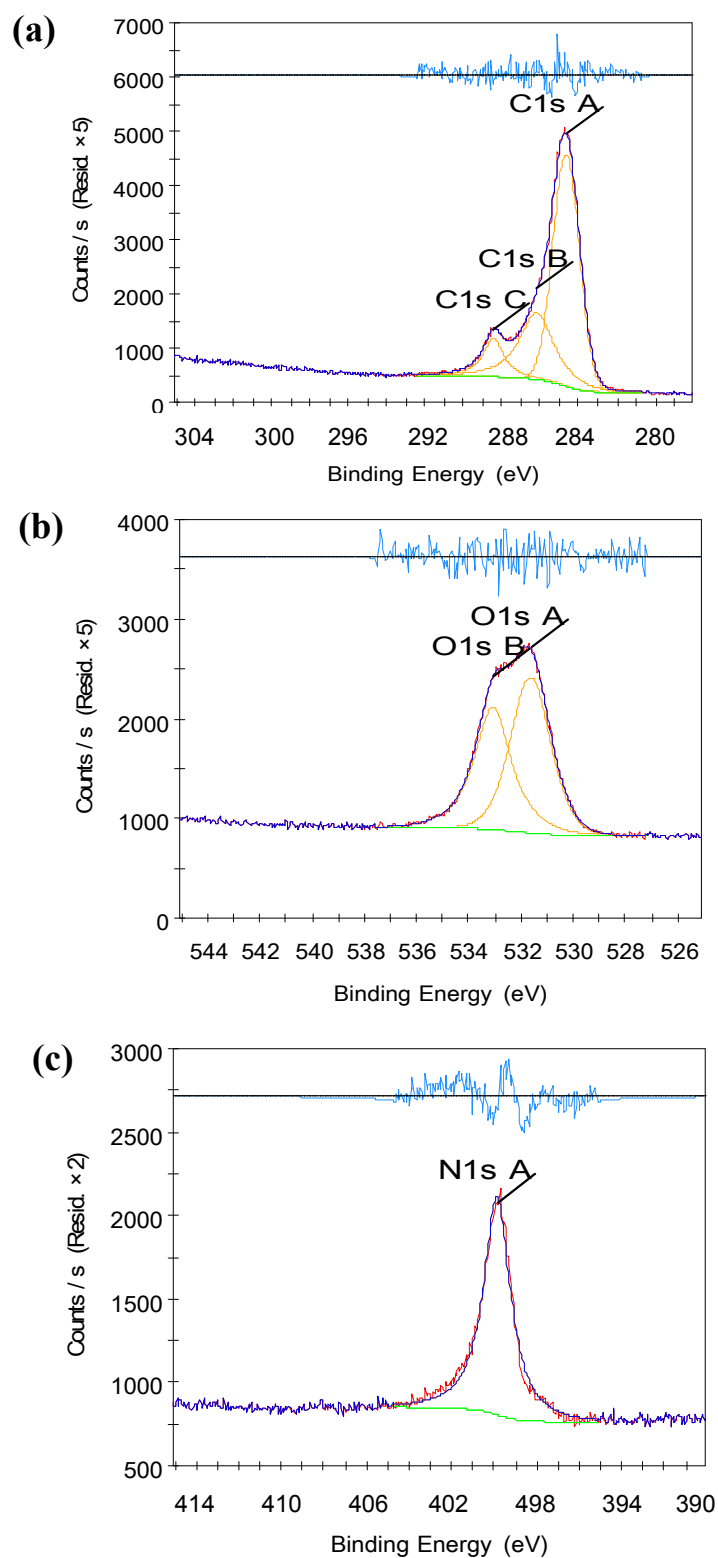 (a)
7000
6000
5000
4000
3000
2000
1000
0
Counts / s (Resid. × 5)
C1s A
C1s B
C1s C
304 300 296 292 288 284 280
Binding Energy (eV)
(b)
4000
3000
2000
1000
0
Counts / s (Resid. × 5)
O1s A
O1s B
544 542 540 538 536 534 532 530 528 526
Binding Energy (eV)
(c)
3000
2500
2000
1500
1000
500
Counts / s (Resid. × 2)
N1s A
414 410 406 402 498 394 390
Binding Energy (eV)